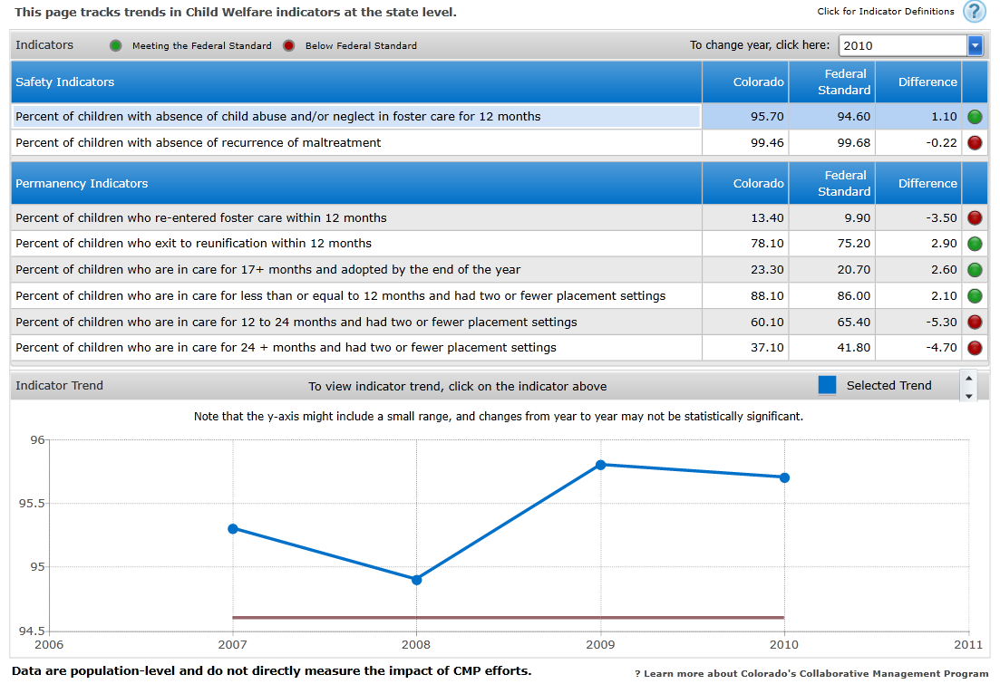 This page tracks trends in Child Welfare indicators at the state level.
Click for Indicator Definitions ?
Indicators Meeting the Federal Standard Below Federal Standard To change year, click here: 2010
Safety Indicators Colorado Federal Standard Difference
Percent of children with absence of child abuse and/or neglect in foster care for 12 months 95.70 94.60 1.10
Percent of children with absence of recurrence of maltreatment 99.46 99.68 -0.22
Permanency Indicators Colorado Federal Standard Difference
Percent of children who re-entered foster care within 12 months 13.40 9.90 -3.50
Percent of children who exit to reunification within 12 months 78.10 75.20 2.90
Percent of children who are in care for 17+ months and adopted by the end of the year 23.30 20.70 2.60
Percent of children who are in care for less than or equal to 12 months and had two or fewer placement settings 88.10 86.00 2.10
Percent of children who are in care for 12 to 24 months and had two or fewer placement settings 60.10 65.40 -5.30
Percent of children who are in care for 24 + months and had two or fewer placement settings 37.10 41.80 -4.70
Indicator Trend To view indicator trend, click on the indicator above Selected Trend
Note that the y-axis might include a small range, and changes from year to year may not be statistically significant.
96
95.5
95
94.5
2006 2007 2008 2009 2010 2011
Data are population-level and do not directly measure the impact of CMP efforts.
? Learn more about Colorado's Collaborative Management Program